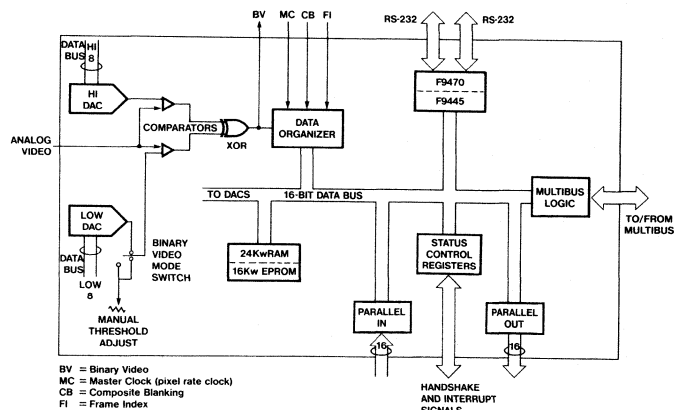 BV MC CB FI
RS-232 RS-232
DATA BUS HI 8
HI DAC
COMPARATORS
XOR
DATA ORGANIZER
F9470
F9445
ANALOG VIDEO
TO DACS 16-BIT DATA BUS
MULTIBUS LOGIC
TO/FROM MULTIBUS
LOW DAC
DATA BUS
LOW 8
BINARY VIDEO MODE SWITCH
MANUAL THRESHOLD ADJUST
24KwRAM
16Kw EPROM
STATUS CONTROL REGISTERS
PARALLEL IN
16
PARALLEL OUT
16
HANDSHAKE AND INTERRUPT SIGNALS
BV = Binary Video
MC = Master Clock (pixel rate clock)
CB = Composite Blanking
FI = Frame Index